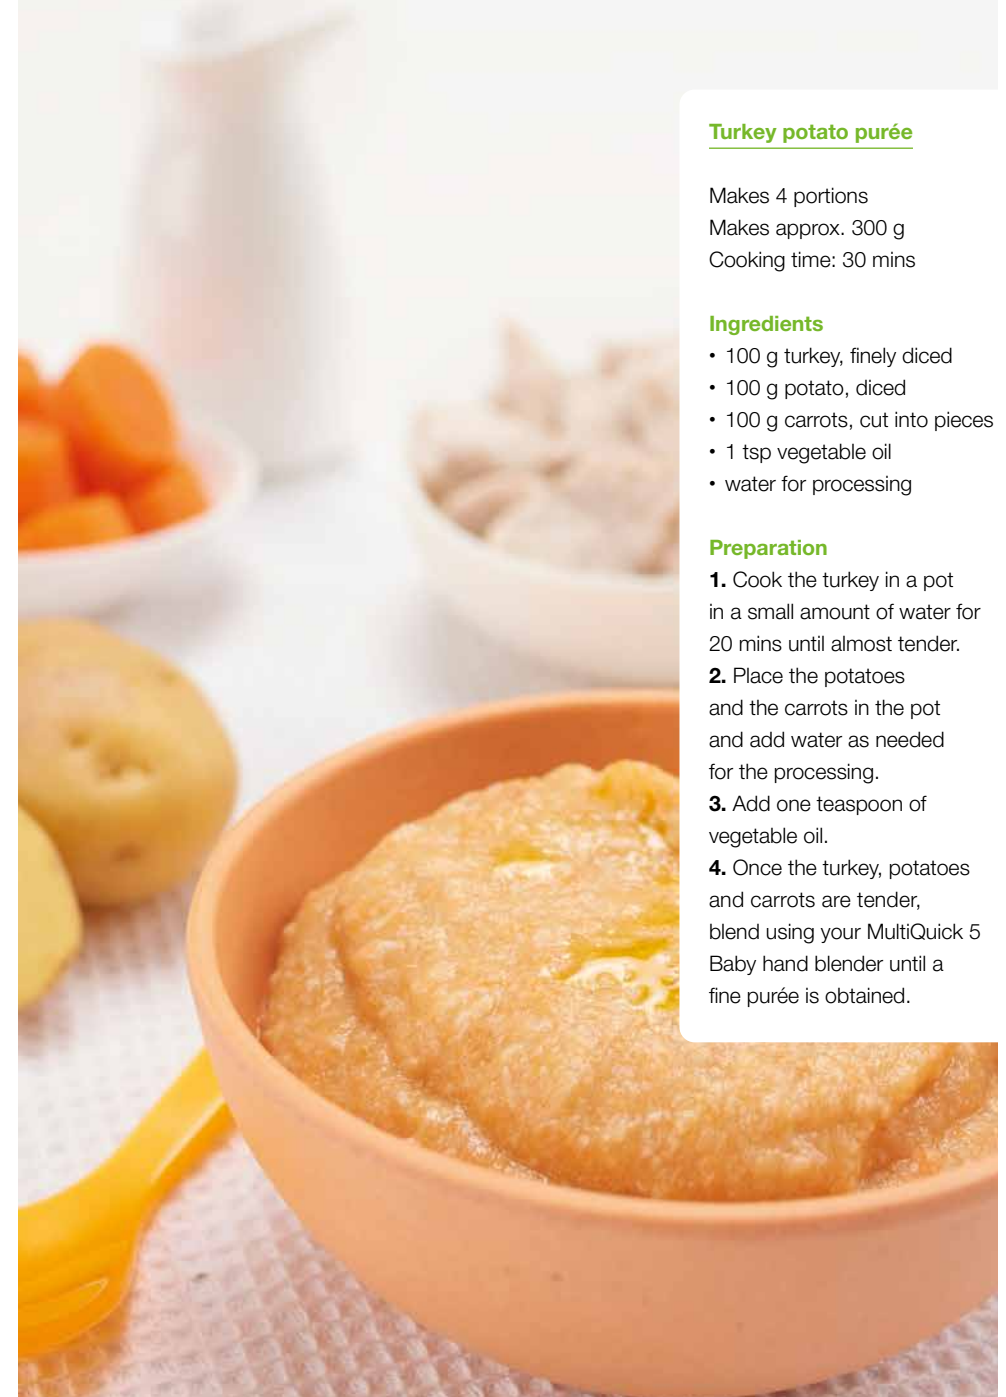 Turkey potato purée
Makes 4 portions
Makes approx. 300 g
Cooking time: 30 mins
Ingredients
• 100 g turkey, finely diced
• 100 g potato, diced
• 100 g carrots, cut into pieces
• 1 tsp vegetable oil
• water for processing
Preparation
1. Cook the turkey in a pot
in a small amount of water for
20 mins until almost tender.
2. Place the potatoes
and the carrots in the pot
and add water as needed
for the processing.
3. Add one teaspoon of
vegetable oil.
4. Once the turkey, potatoes
and carrots are tender,
blend using your MultiQuick 5
Baby hand blender until a
fine purée is obtained.